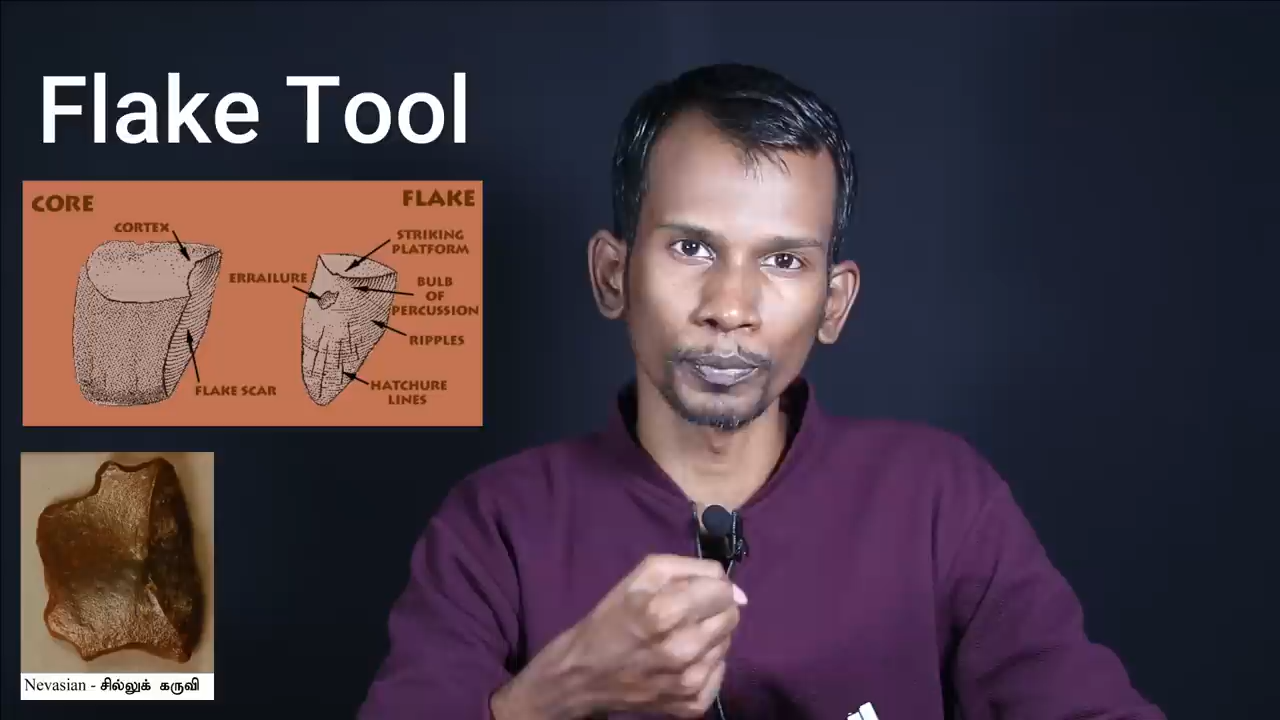 Flake Tool
CORE
FLAKE
CORTEX
STRIKING
PLATFORM
ERRAILURE
BULB
OF
PERCUSSION
RIPPLES
FLAKE SCAR
HATCHURE
LINES
Nevasian - சில்லுக் கருவி